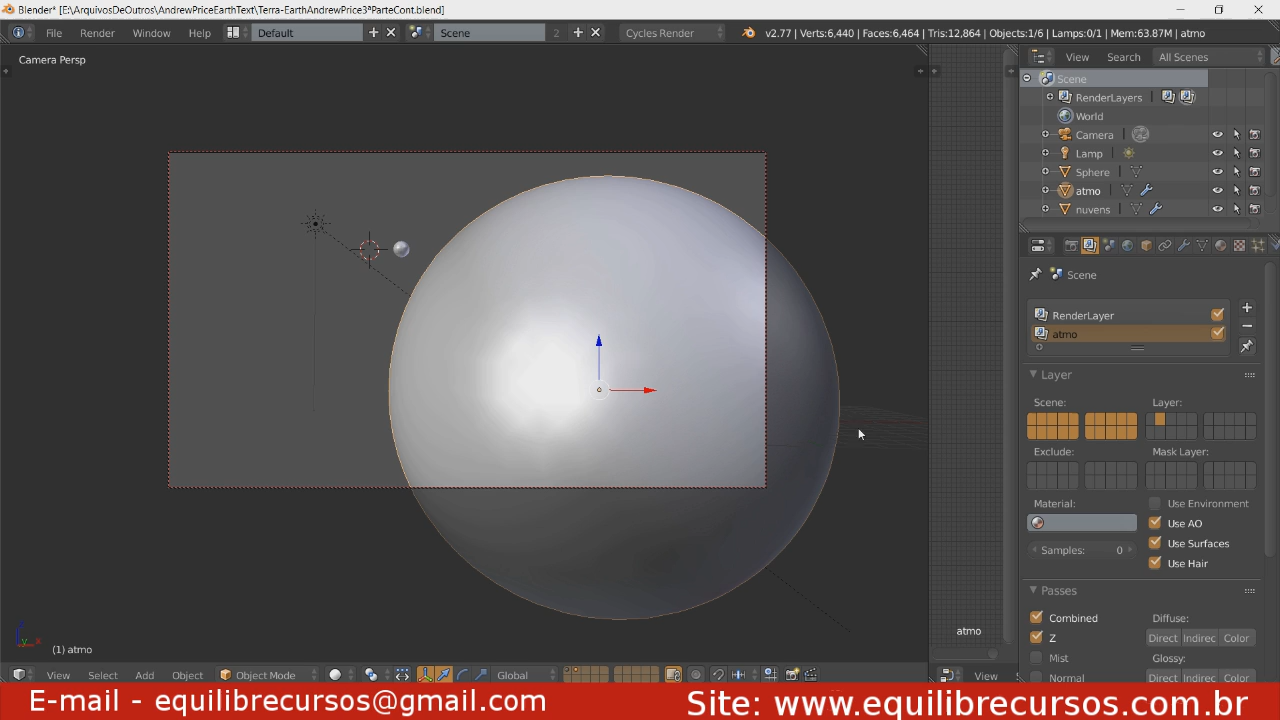 Blender* [E:\ArquivosDeOutros\AndrewPriceEarthText\Terra-EarthAndrewPrice3ªParteCont.blend]
File Render Window Help Default Scene 2 Cycles Render v2.77 | Verts:6,440 | Faces:6,464 | Tris:12,864 | Objects:1/6 | Lamps:0/1 | Mem:63.87M | atmo
Camera Persp
View Search All Scenes
Scene
RenderLayers
World
Camera
Lamp
Sphere
atmo
nuvens
Scene
RenderLayer
atmo
Layer
Scene: Layer:
Exclude: Mask Layer:
Material: Use Environment
Use AO
Samples: 0 Use Surfaces
Use Hair
Passes
Combined Diffuse:
Z Direct Indirec Color
Mist Glossy:
Normal Direct Indirec Color
z y x
(1) atmo
atmo
View Select Add Object Object Mode Global View
E-mail - equilibrecursos@gmail.com
Site: www.equilibrecursos.com.br